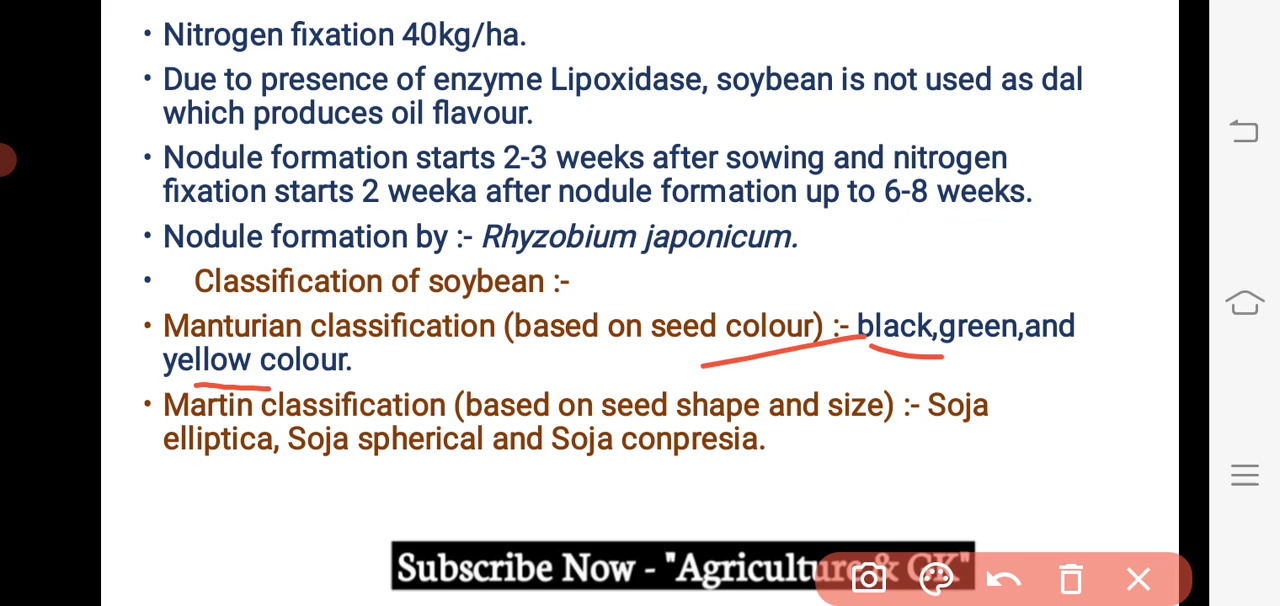 • Nitrogen fixation 40kg/ha.
• Due to presence of enzyme Lipoxidase, soybean is not used as dal
which produces oil flavour.
• Nodule formation starts 2-3 weeks after sowing and nitrogen
fixation starts 2 weeka after nodule formation up to 6-8 weeks.
• Nodule formation by :- Rhyzobium japonicum.
• Classification of soybean :-
• Manturian classification (based on seed colour) :- black,green,and
yellow colour.
• Martin classification (based on seed shape and size) :- Soja
elliptica, Soja spherical and Soja conpresia.
Subscribe Now - "Agriculture & GK"